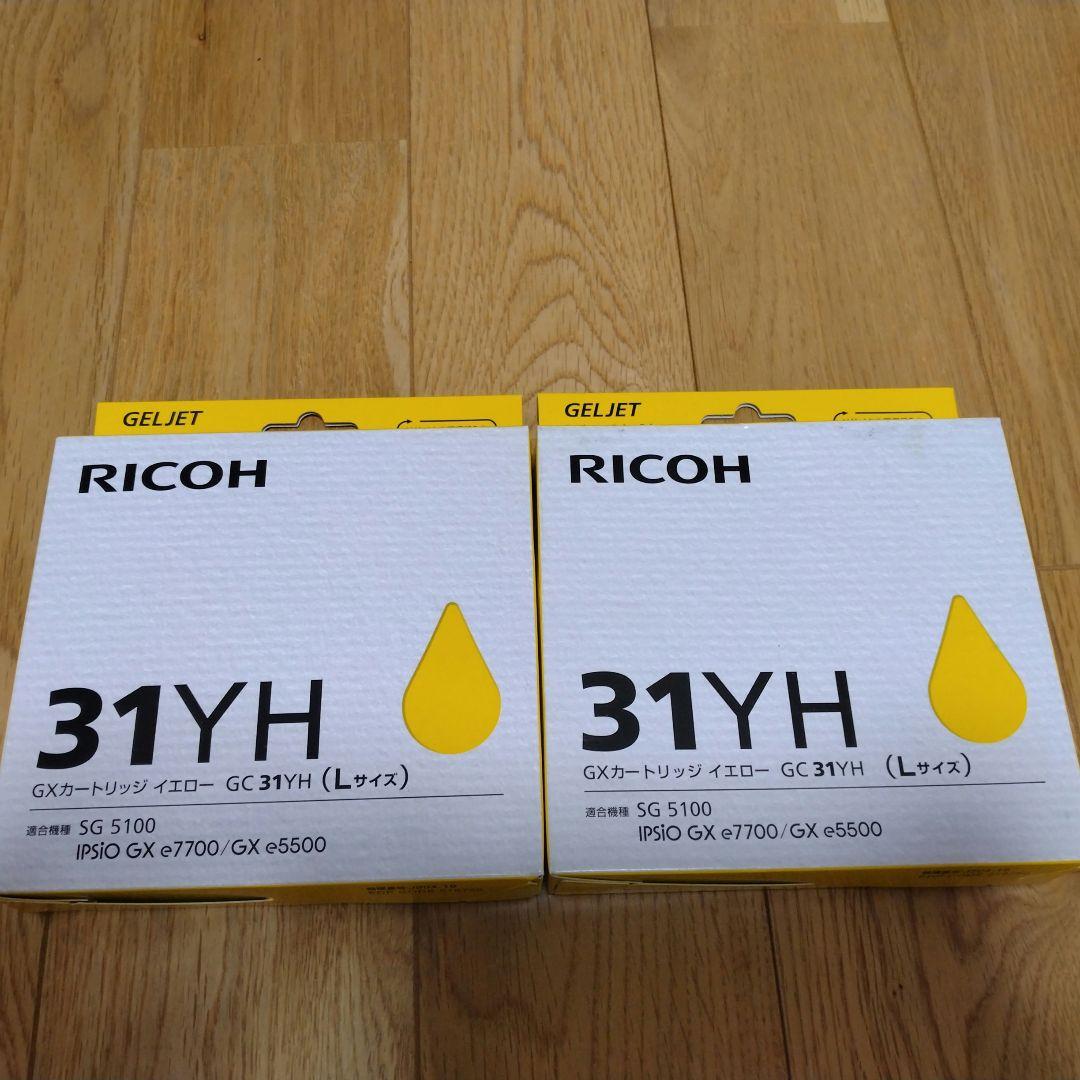 GELJET
RICOH
31YH
GXカートリッジ イエロー GC 31YH (Lサイズ)
適合機種 SG 5100
IPSiO GX e7700/GX e5500
GELJET
RICOH
31YH
GXカートリッジ イエロー GC 31YH (Lサイズ)
適合機種 SG 5100
IPSiO GX e7700/GX e5500